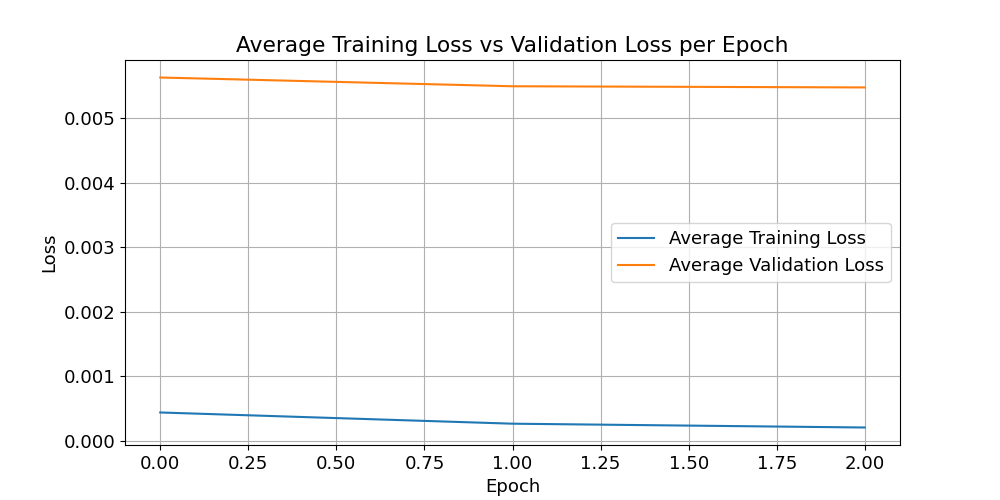 Average Training Loss vs Validation Loss per Epoch
Loss
0.005
0.004
0.003
0.002
0.001
0.000
Average Training Loss
Average Validation Loss
0.00 0.25 0.50 0.75 1.00 1.25 1.50 1.75 2.00
Epoch